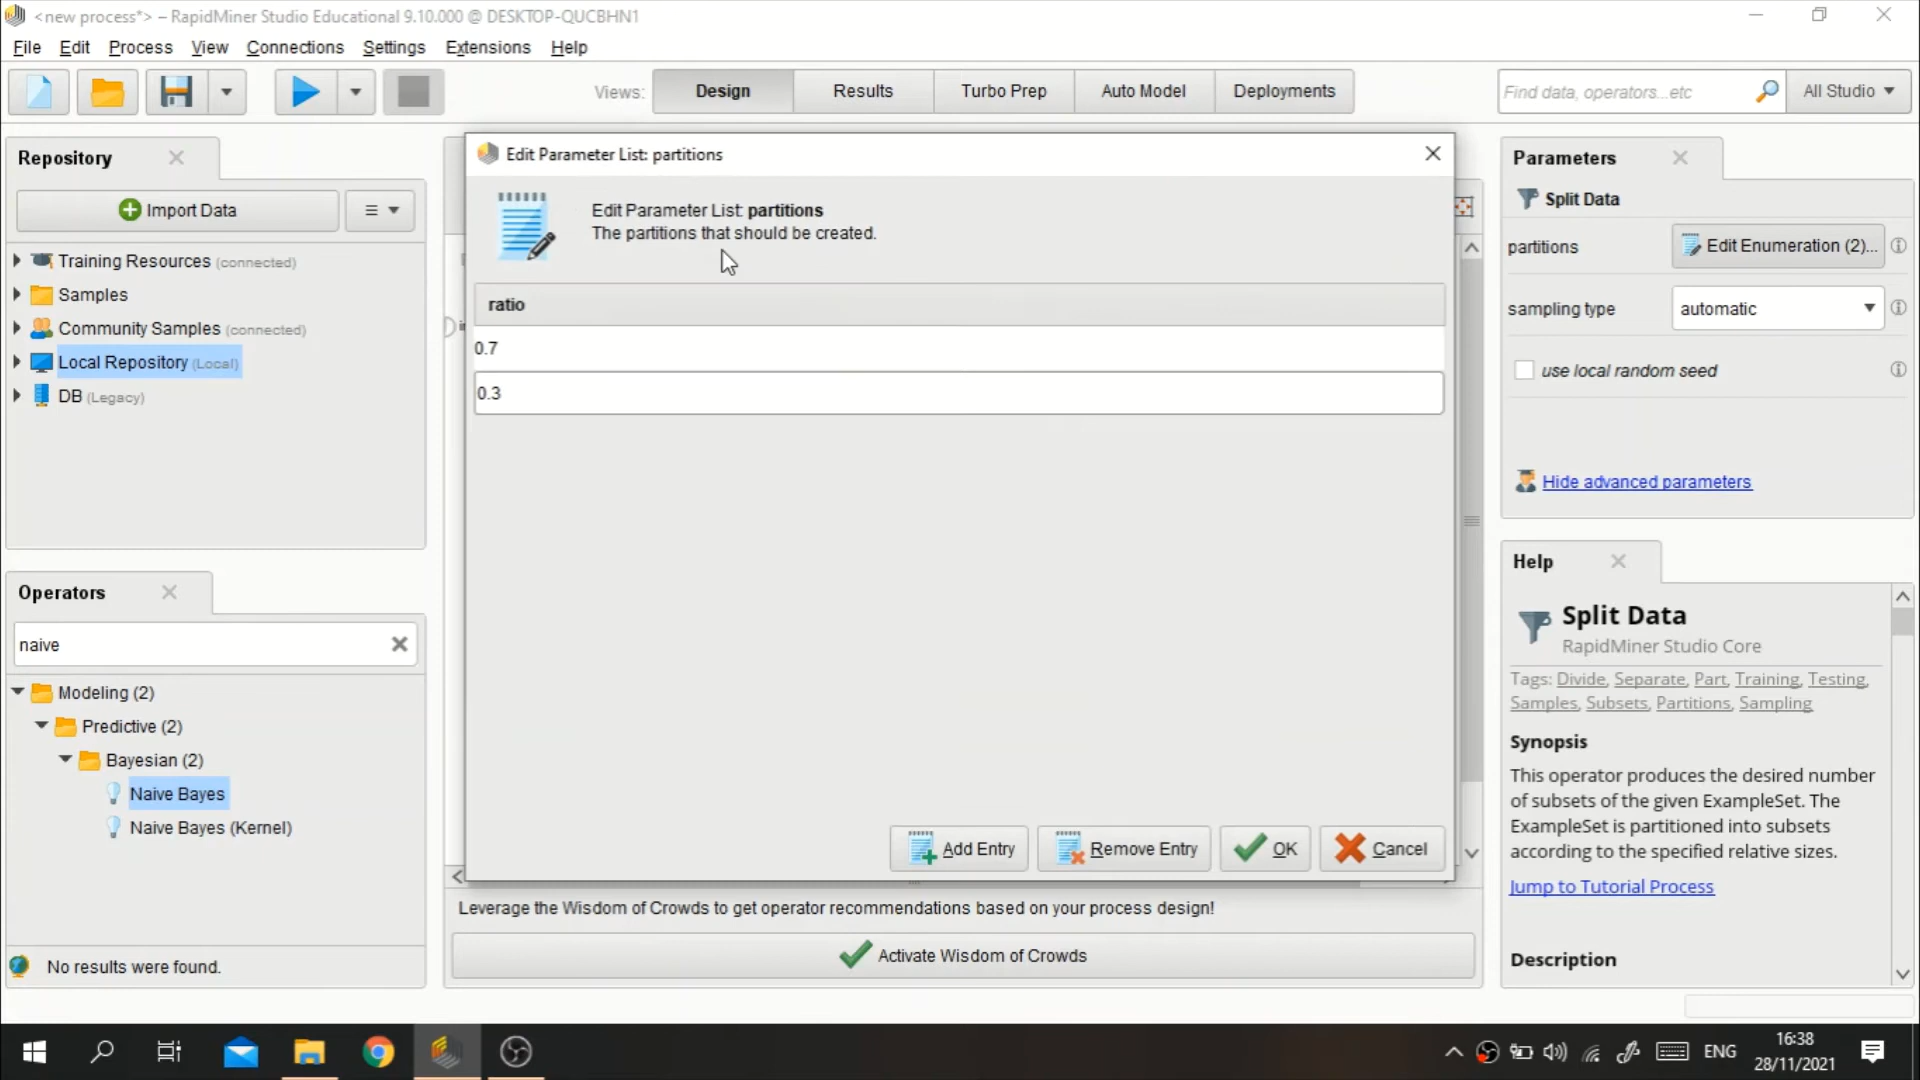 <new process*> – RapidMiner Studio Educational 9.10.000 @ DESKTOP-QUCBHN1
File Edit Process View Connections Settings Extensions Help
Views: Design Results Turbo Prep Auto Model Deployments
Find data, operators...etc
All Studio
Repository
Import Data
Training Resources (connected)
Samples
Community Samples (connected)
Local Repository (Local)
DB (Legacy)
Operators
naive
Modeling (2)
Predictive (2)
Bayesian (2)
Naive Bayes
Naive Bayes (Kernel)
No results were found.
Edit Parameter List: partitions
Edit Parameter List: partitions
The partitions that should be created.
ratio
0.7
0.3
Add Entry
Remove Entry
OK
Cancel
Leverage the Wisdom of Crowds to get operator recommendations based on your process design!
Activate Wisdom of Crowds
Parameters
Split Data
partitions
Edit Enumeration (2)...
sampling type
automatic
use local random seed
Hide advanced parameters
Help
Split Data
RapidMiner Studio Core
Tags: Divide, Separate, Part, Training, Testing,
Samples, Subsets, Partitions, Sampling
Synopsis
This operator produces the desired number
of subsets of the given ExampleSet. The
ExampleSet is partitioned into subsets
according to the specified relative sizes.
Jump to Tutorial Process
Description
ENG
16:38
28/11/2021